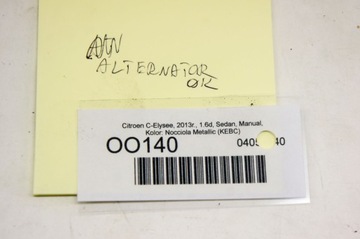 ALTERNATOR
OK
Citroen C-Elysee, 2013r., 1.6d, Sedan, Manual,
Kolor: Nocciola Metallic (KEBC)
OO140